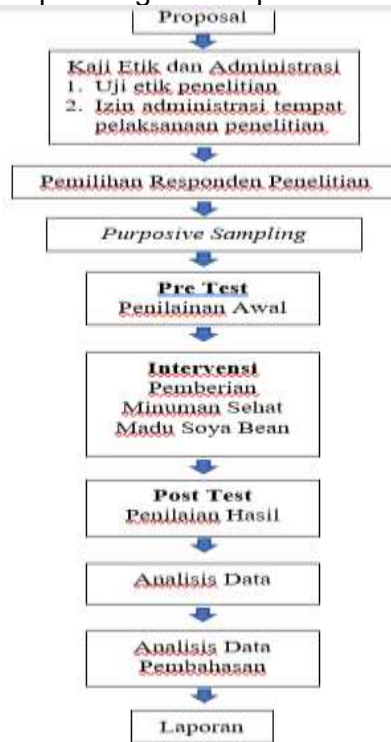 Proposal
Kaji Etik dan Administrasi
1. Uji etik penelitian
2. Izin administrasi tempat
pelaksanaan penelitian
Pemilihan Responden Penelitian
Purposive Sampling
Pre Test
Penilainan Awal
Intervensi
Pemberian
Minuman Sehat
Madu Soya Bean
Post Test
Penilaian Hasil
Analisis Data
Analisis Data
Pembahasan
Laporan